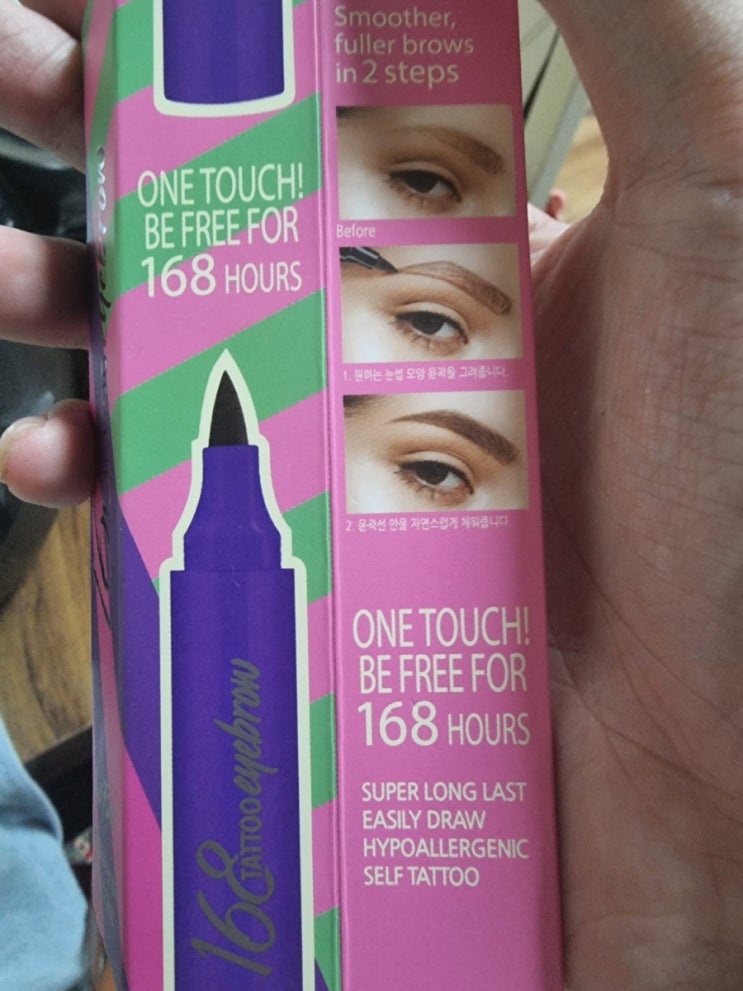 ONE TOUCH!
BE FREE FOR
168 HOURS
168 TATTOO eyebrow
Smoother,
fuller brows
in 2 steps
Before
1. 원하는 눈썹 모양 윤곽을 그려줍니다.
2. 윤곽선 안을 자연스럽게 채워줍니다.
ONE TOUCH!
BE FREE FOR
168 HOURS
SUPER LONG LAST
EASILY DRAW
HYPOALLERGENIC
SELF TATTOO